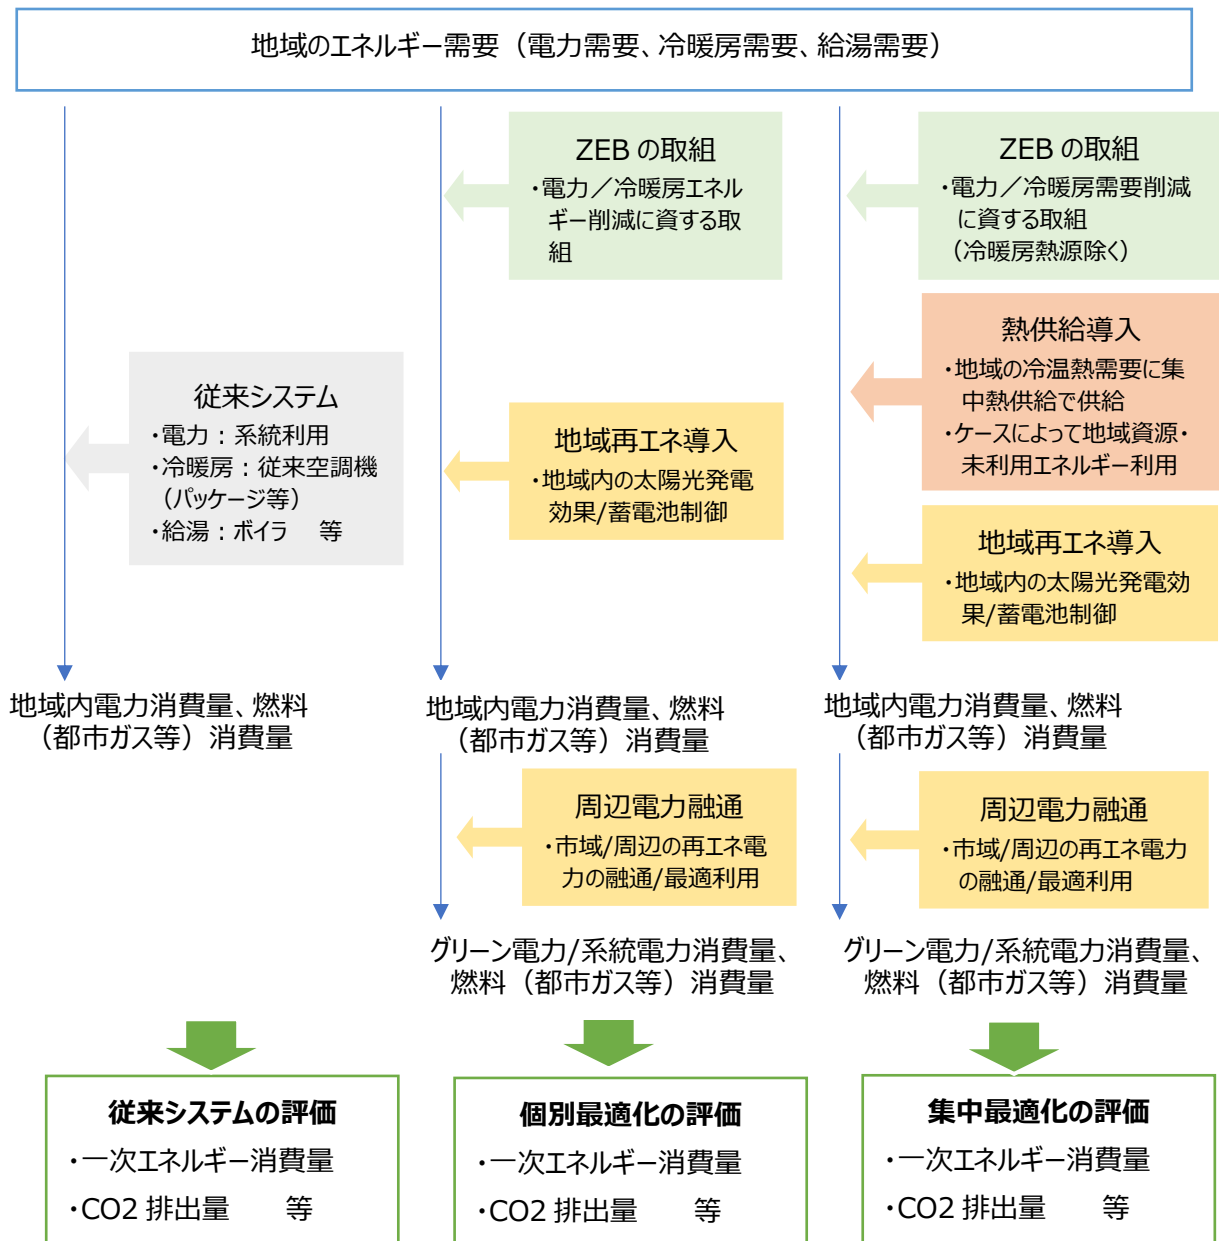 地域のエネルギー需要（電力需要、冷暖房需要、給湯需要）
従来システム
・電力：系統利用
・冷暖房：従来空調機
（パッケージ等）
・給湯：ボイラ　等
地域内電力消費量、燃料
（都市ガス等）消費量
ZEB の取組
・電力／冷暖房エネル
ギー削減に資する取
組
地域再エネ導入
・地域内の太陽光発電
効果/蓄電池制御
地域内電力消費量、燃料
（都市ガス等）消費量
周辺電力融通
・市域/周辺の再エネ電
力の融通/最適利用
グリーン電力/系統電力消費量、
燃料（都市ガス等）消費量
ZEB の取組
・電力／冷暖房需要削減
に資する取組
（冷暖房熱源除く）
熱供給導入
・地域の冷温熱需要に集
中熱供給で供給
・ケースによって地域資源・
未利用エネルギー利用
地域再エネ導入
・地域内の太陽光発電効
果/蓄電池制御
地域内電力消費量、燃料
（都市ガス等）消費量
周辺電力融通
・市域/周辺の再エネ電力
の融通/最適利用
グリーン電力/系統電力消費量、
燃料（都市ガス等）消費量
従来システムの評価
・一次エネルギー消費量
・CO2 排出量　等
個別最適化の評価
・一次エネルギー消費量
・CO2 排出量　等
集中最適化の評価
・一次エネルギー消費量
・CO2 排出量　等